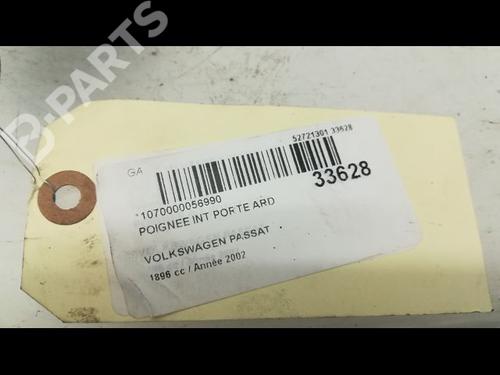 B-PARTS
GA
52721301 33628
33628
*1070000056990
POIGNEE INT PORTE ARD
VOLKSWAGEN PASSAT
1896 cc / Année 2002